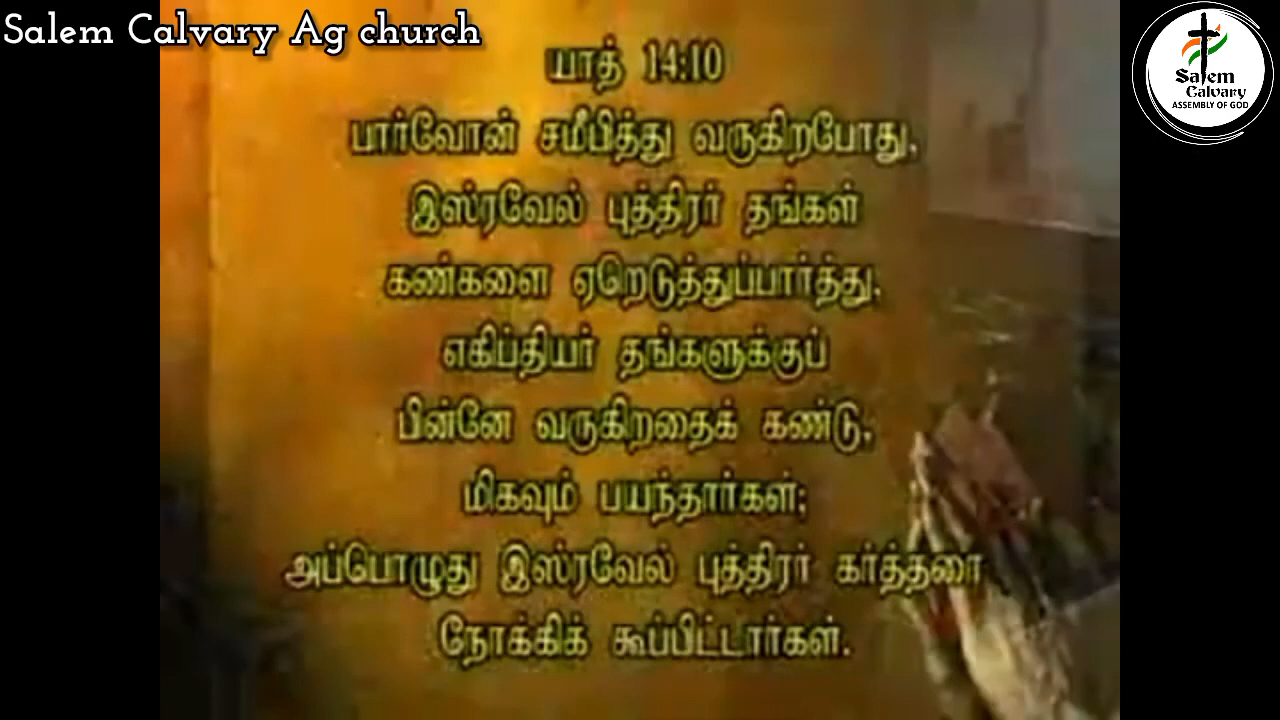 Salem Calvary Ag church
யாத் 14:10
பார்வோன் சமீபித்து வருகிறபோது,
இஸ்ரவேல் புத்திரர் தங்கள்
கண்களை ஏறெடுத்துப்பார்த்து,
எகிப்தியர் தங்களுக்குப்
பின்னே வருகிறதைக் கண்டு,
மிகவும் பயந்தார்கள்;
அப்பொழுது இஸ்ரவேல் புத்திரர் கர்த்தரை
நோக்கிக் கூப்பிட்டார்கள்.
Salem
Calvary
ASSEMBLY OF GOD